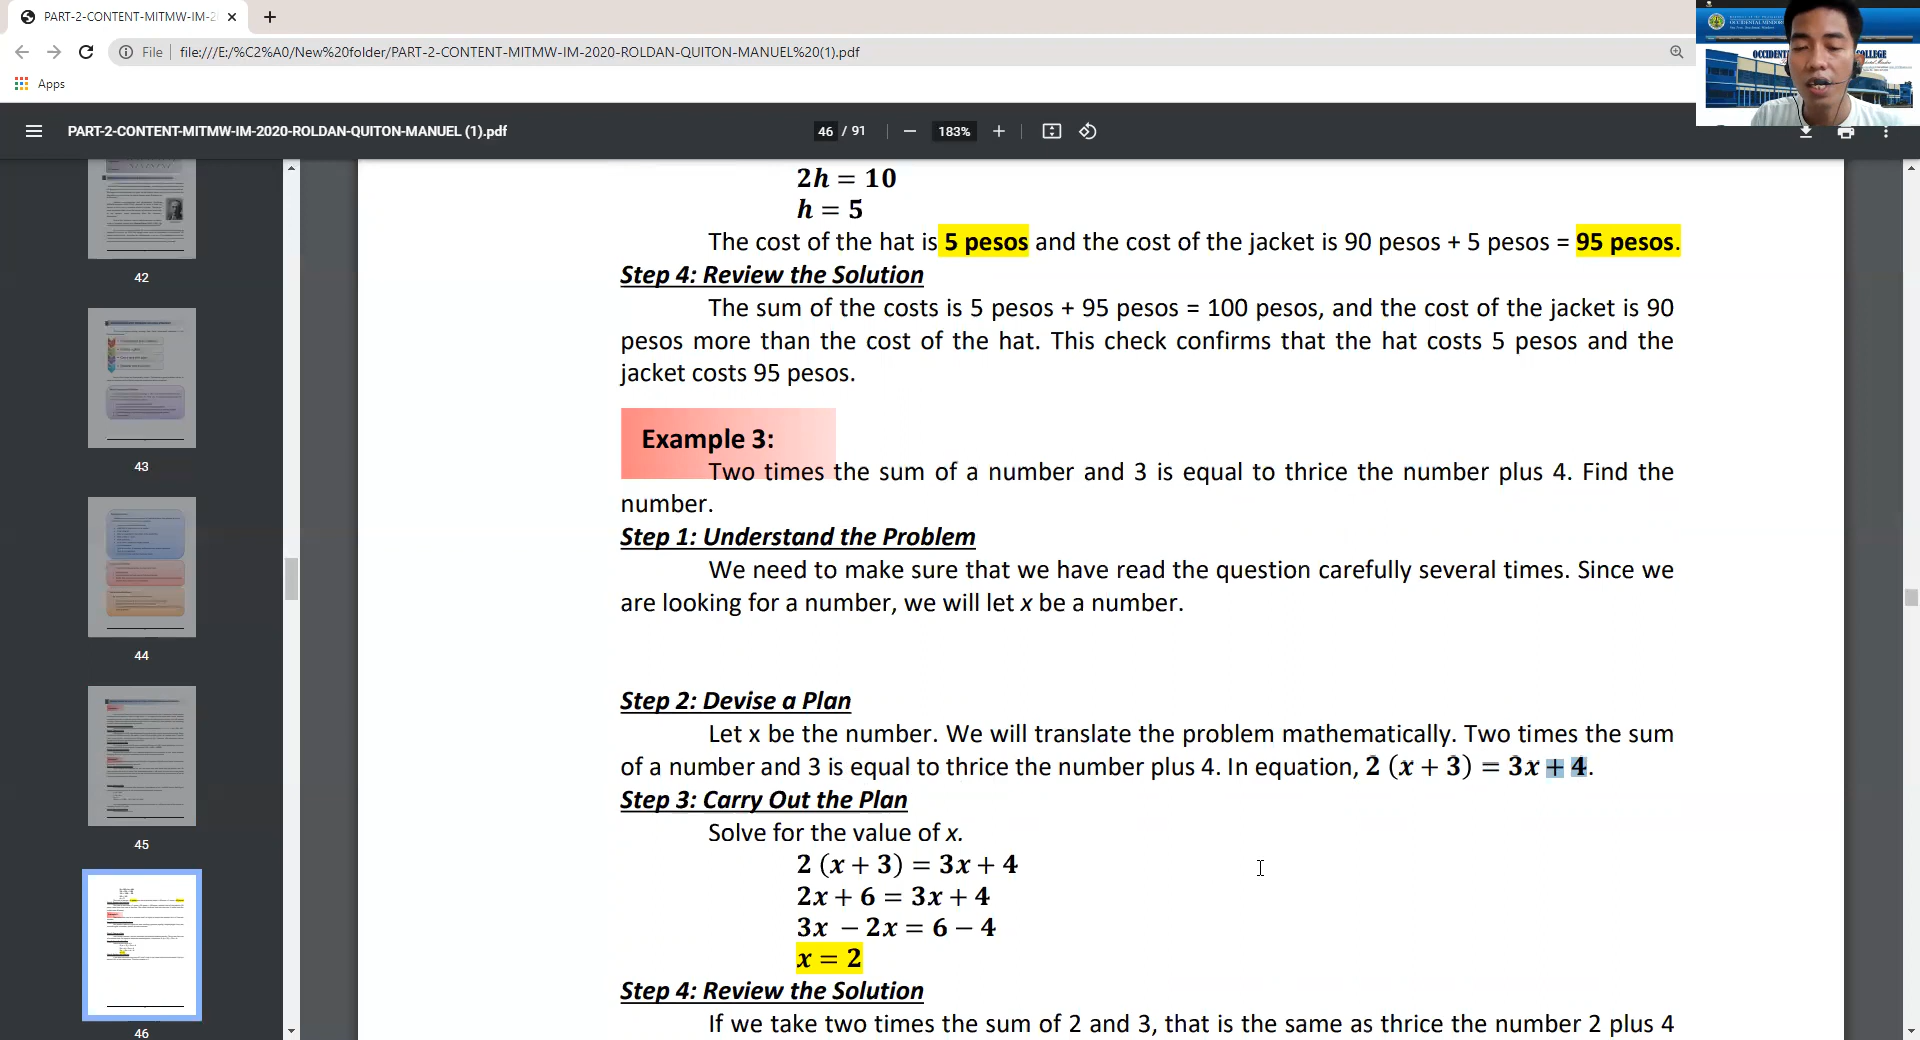 PART-2-CONTENT-MITMW-IM-2
File file:///E:/%C2%A0/New%20folder/PART-2-CONTENT-MITMW-IM-2020-ROLDAN-QUITON-MANUEL%20(1).pdf
Apps
PART-2-CONTENT-MITMW-IM-2020-ROLDAN-QUITON-MANUEL (1).pdf
46 / 91
183%
42
43
44
45
46
2h = 10
h = 5
The cost of the hat is 5 pesos and the cost of the jacket is 90 pesos + 5 pesos = 95 pesos.
Step 4: Review the Solution
The sum of the costs is 5 pesos + 95 pesos = 100 pesos, and the cost of the jacket is 90
pesos more than the cost of the hat. This check confirms that the hat costs 5 pesos and the
jacket costs 95 pesos.
Example 3:
Two times the sum of a number and 3 is equal to thrice the number plus 4. Find the
number.
Step 1: Understand the Problem
We need to make sure that we have read the question carefully several times. Since we
are looking for a number, we will let x be a number.
Step 2: Devise a Plan
Let x be the number. We will translate the problem mathematically. Two times the sum
of a number and 3 is equal to thrice the number plus 4. In equation, 2 (x + 3) = 3x + 4.
Step 3: Carry Out the Plan
Solve for the value of x.
2 (x + 3) = 3x + 4
2x + 6 = 3x + 4
3x − 2x = 6 − 4
x = 2
Step 4: Review the Solution
If we take two times the sum of 2 and 3, that is the same as thrice the number 2 plus 4